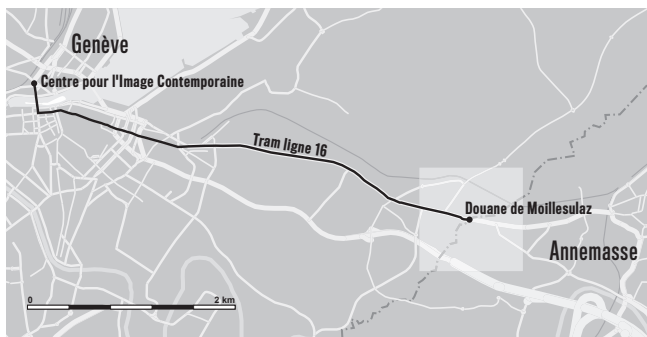 Genève
Centre pour l'Image Contemporaine
Tram ligne 16
Douane de Moillesulaz
Annemasse
0
2 km